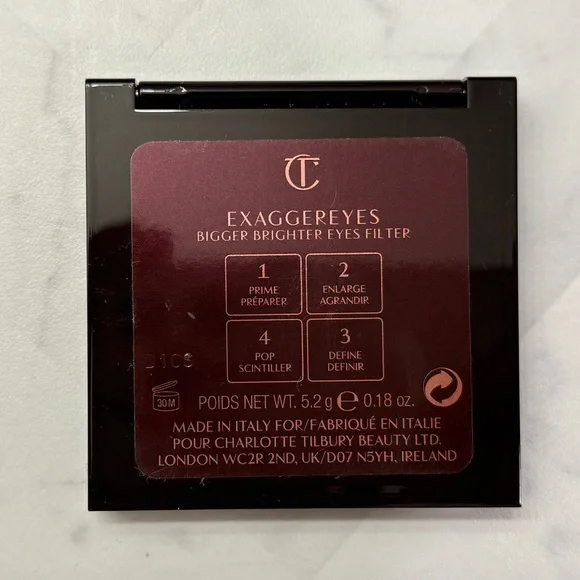 CT
EXAGGEREYES
BIGGER BRIGHTER EYES FILTER
1
PRIME
PRÉPARER
2
ENLARGE
AGRANDIR
4
POP
SCINTILLER
3
DEFINE
DEFINIR
30M
POIDS NET WT. 5.2g ℮ 0.18 oz.
MADE IN ITALY FOR/FABRIQUÉ EN ITALIE
POUR CHARLOTTE TILBURY BEAUTY LTD.
LONDON WC2R 2ND, UK/D07 N5YH, IRELAND